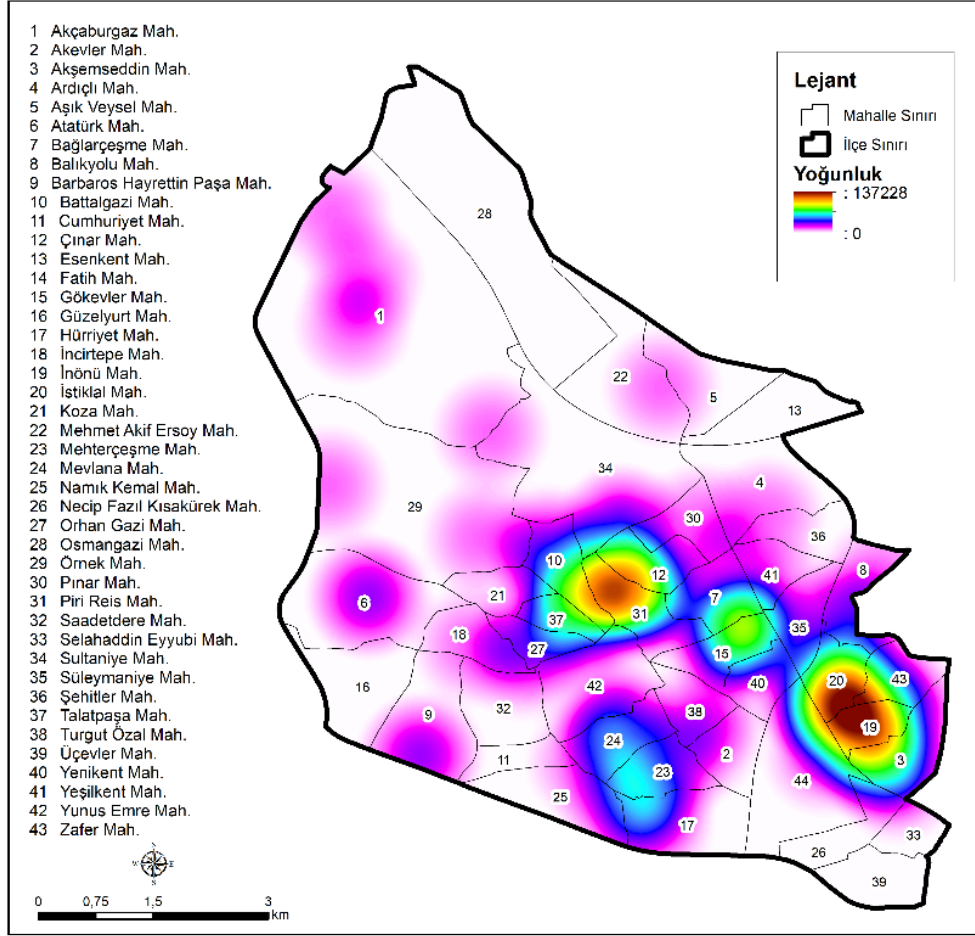 1 Akçaburgaz Mah.
2 Akevler Mah.
3 Akşemseddin Mah.
4 Ardıçlı Mah.
5 Aşık Veysel Mah.
6 Atatürk Mah.
7 Bağlarçeşme Mah.
8 Balıkyolu Mah.
9 Barbaros Hayrettin Paşa Mah.
10 Battalgazi Mah.
11 Cumhuriyet Mah.
12 Çınar Mah.
13 Esenkent Mah.
14 Fatih Mah.
15 Gökevler Mah.
16 Güzelyurt Mah.
17 Hürriyet Mah.
18 İncirtepe Mah.
19 İnönü Mah.
20 İstiklal Mah.
21 Koza Mah.
22 Mehmet Akif Ersoy Mah.
23 Mehterçeşme Mah.
24 Mevlana Mah.
25 Namık Kemal Mah.
26 Necip Fazıl Kısakürek Mah.
27 Orhan Gazi Mah.
28 Osmangazi Mah.
29 Örnek Mah.
30 Pınar Mah.
31 Piri Reis Mah.
32 Saadetdere Mah.
33 Selahaddin Eyyubi Mah.
34 Sultaniye Mah.
35 Süleymaniye Mah.
36 Şehitler Mah.
37 Talatpaşa Mah.
38 Turgut Özal Mah.
39 Üçevler Mah.
40 Yenikent Mah.
41 Yeşilkent Mah.
42 Yunus Emre Mah.
43 Zafer Mah.
Lejant
Mahalle Sınırı
İlçe Sınırı
Yoğunluk
: 137228
: 0
28
1
22
5
13
34
4
29
30
36
10
12
41
8
6
21
7
37
31
35
18
27
15
20
43
16
42
40
9
32
38
19
24
2
3
11
23
44
25
17
33
26
39
N
W E
S
0 0,75 1,5 3
km